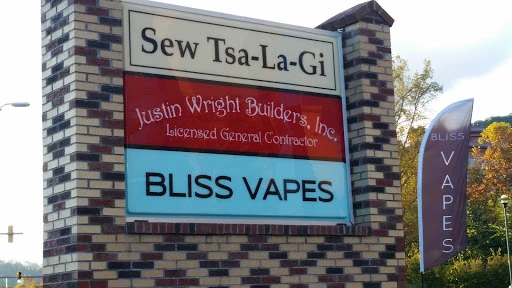 Sew Tsa-La-Gi
Justin Wright Builders, Inc.
Licensed General Contractor
BLISS VAPES
BLISS
VAPES